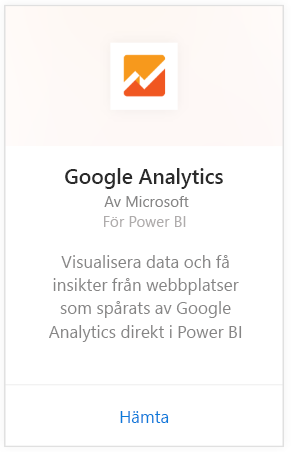 Google Analytics
Av Microsoft
För Power BI
Visualisera data och få
insikter från webbplatser
som spårats av Google
Analytics direkt i Power BI
Hämta